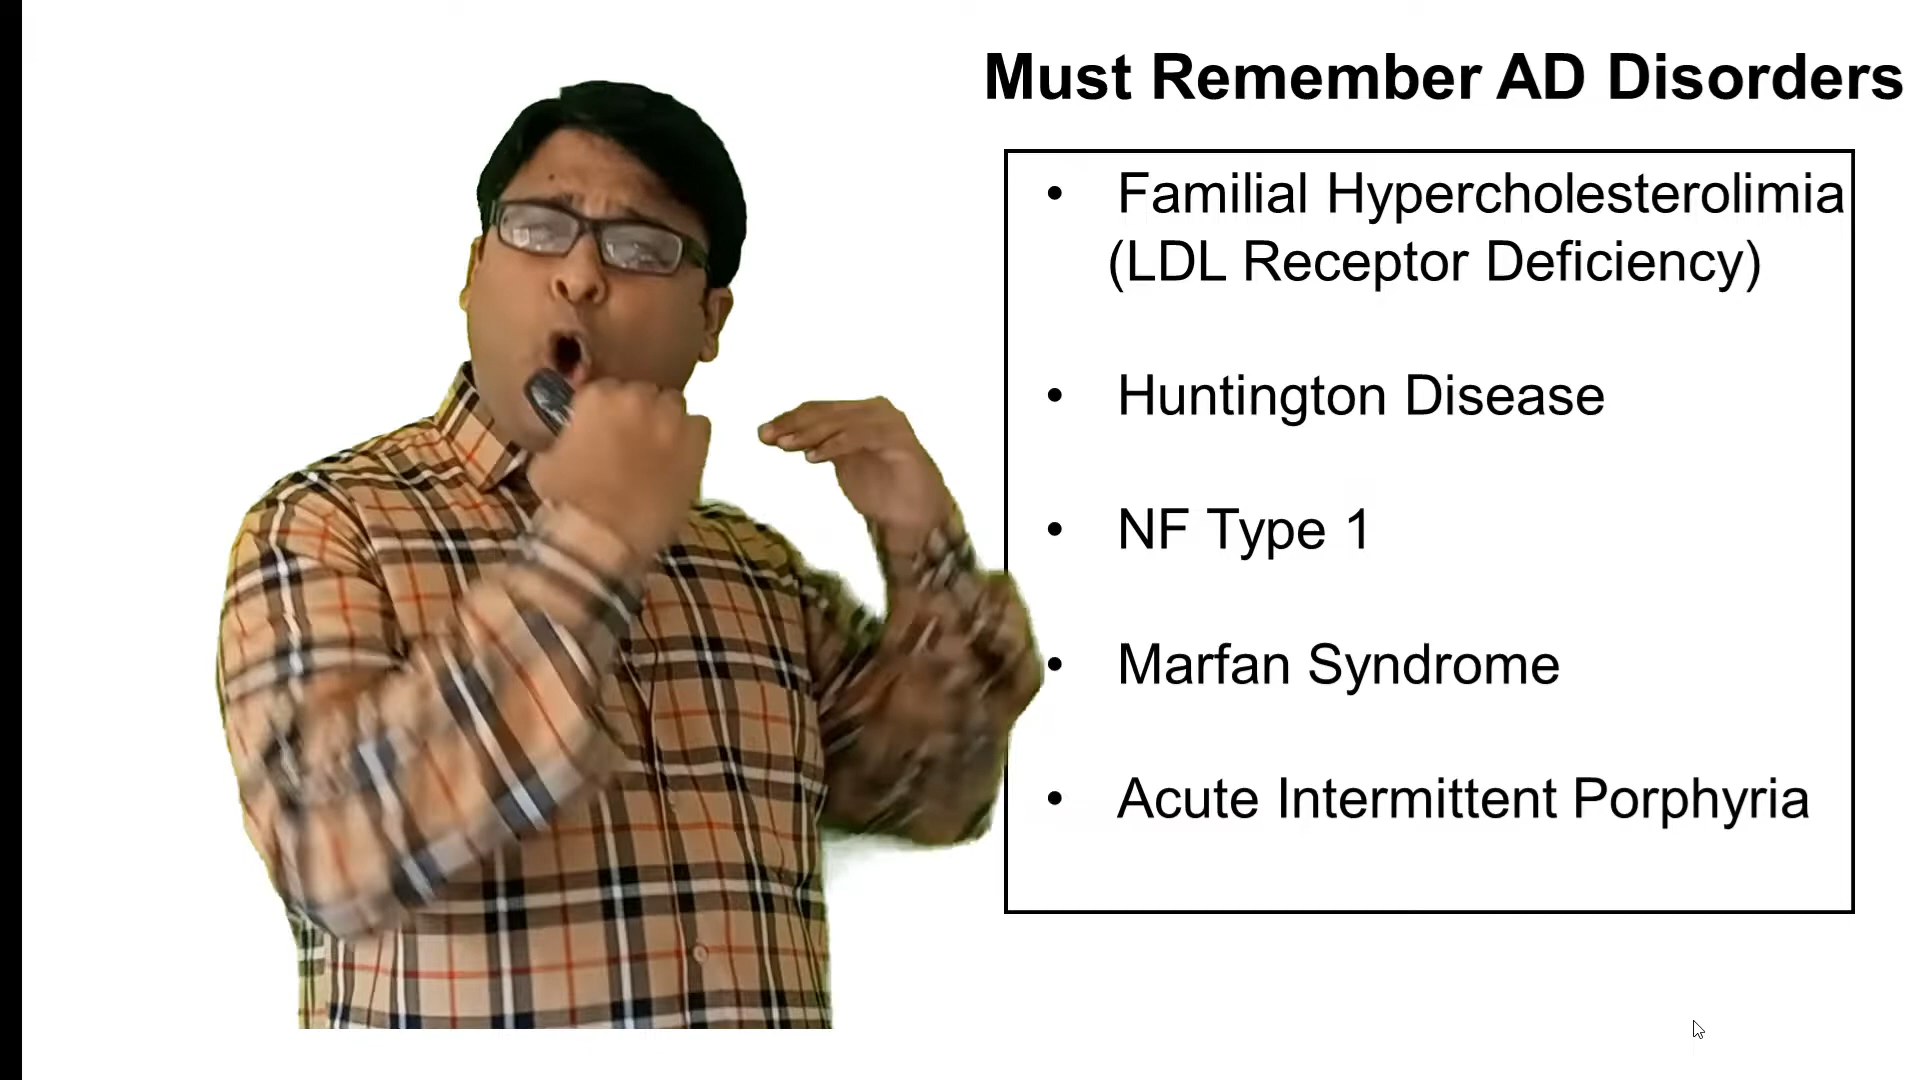 Must Remember AD Disorders
• Familial Hypercholesterolimia
(LDL Receptor Deficiency)
• Huntington Disease
• NF Type 1
• Marfan Syndrome
• Acute Intermittent Porphyria